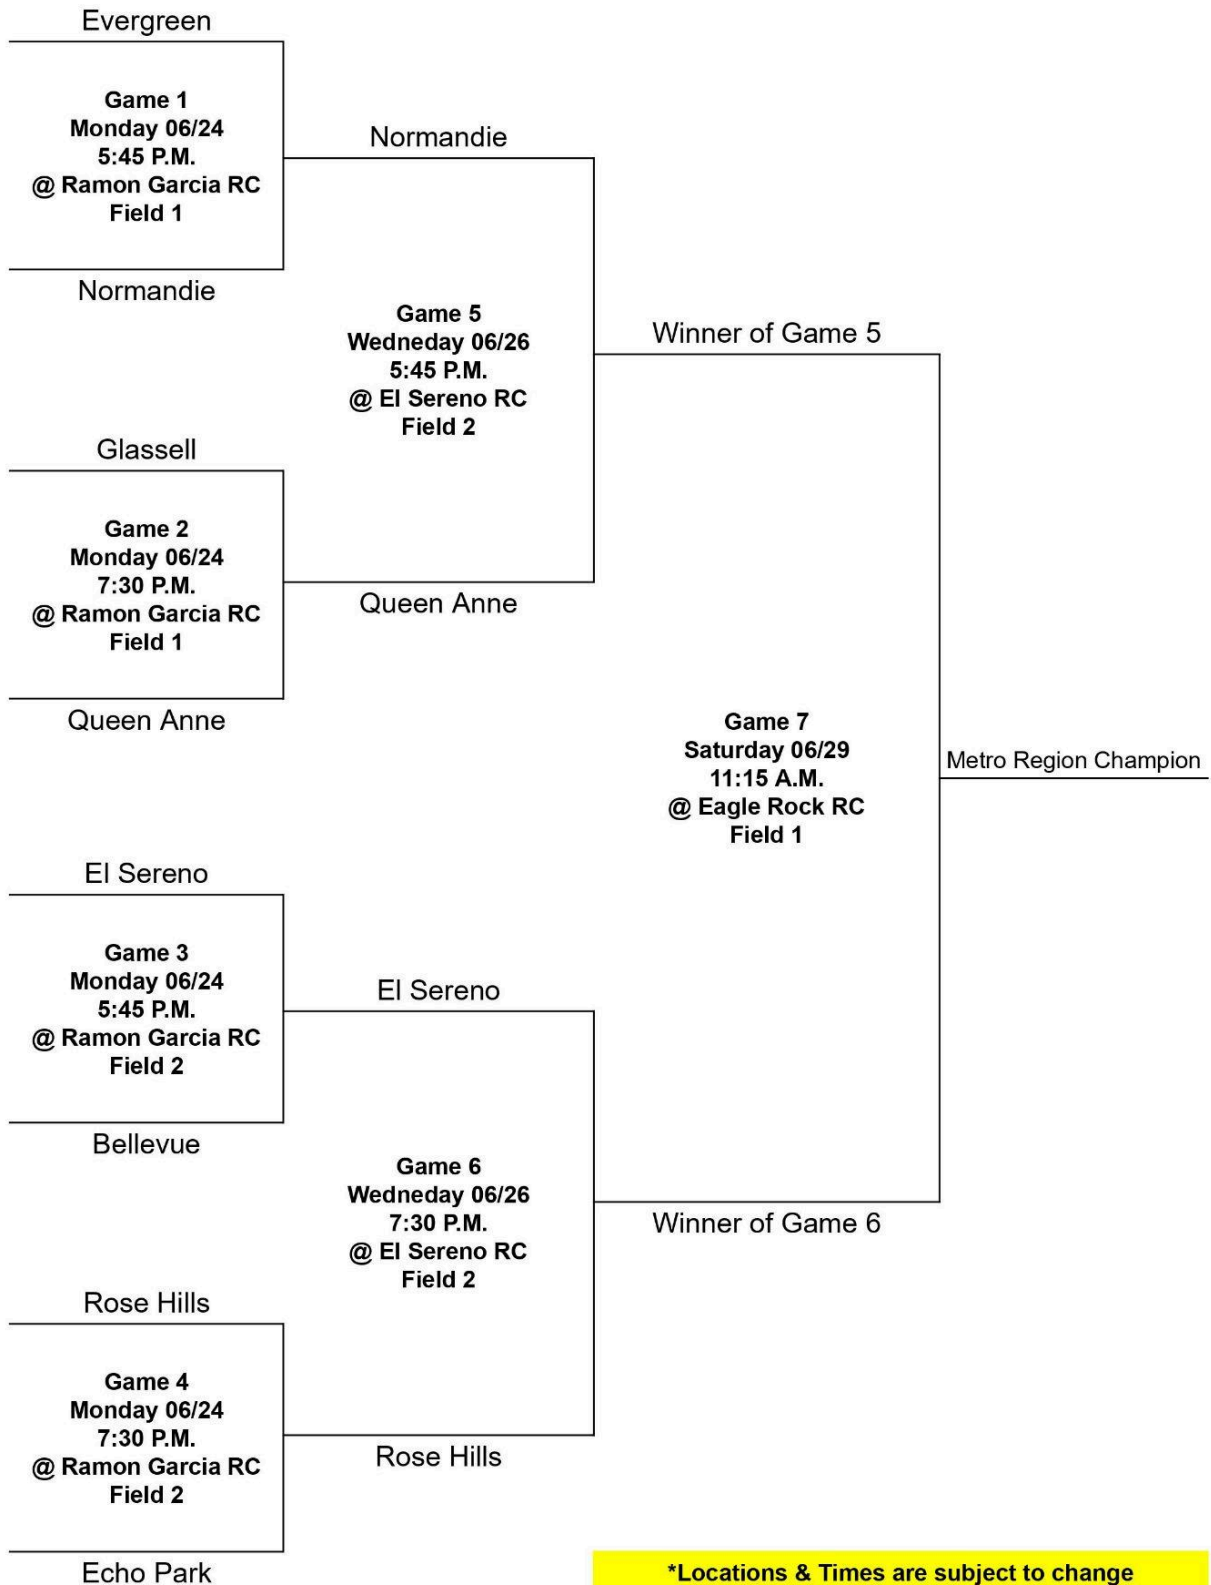 Evergreen
Game 1
Monday 06/24
5:45 P.M.
@ Ramon Garcia RC
Field 1
Normandie
Normandie
Game 5
Wedneday 06/26
5:45 P.M.
@ El Sereno RC
Field 2
Winner of Game 5
Glassell
Game 2
Monday 06/24
7:30 P.M.
@ Ramon Garcia RC
Field 1
Queen Anne
Queen Anne
Game 7
Saturday 06/29
11:15 A.M.
@ Eagle Rock RC
Field 1
Metro Region Champion
El Sereno
Game 3
Monday 06/24
5:45 P.M.
@ Ramon Garcia RC
Field 2
El Sereno
Bellevue
Game 6
Wedneday 06/26
7:30 P.M.
@ El Sereno RC
Field 2
Winner of Game 6
Rose Hills
Game 4
Monday 06/24
7:30 P.M.
@ Ramon Garcia RC
Field 2
Rose Hills
Echo Park
*Locations & Times are subject to change